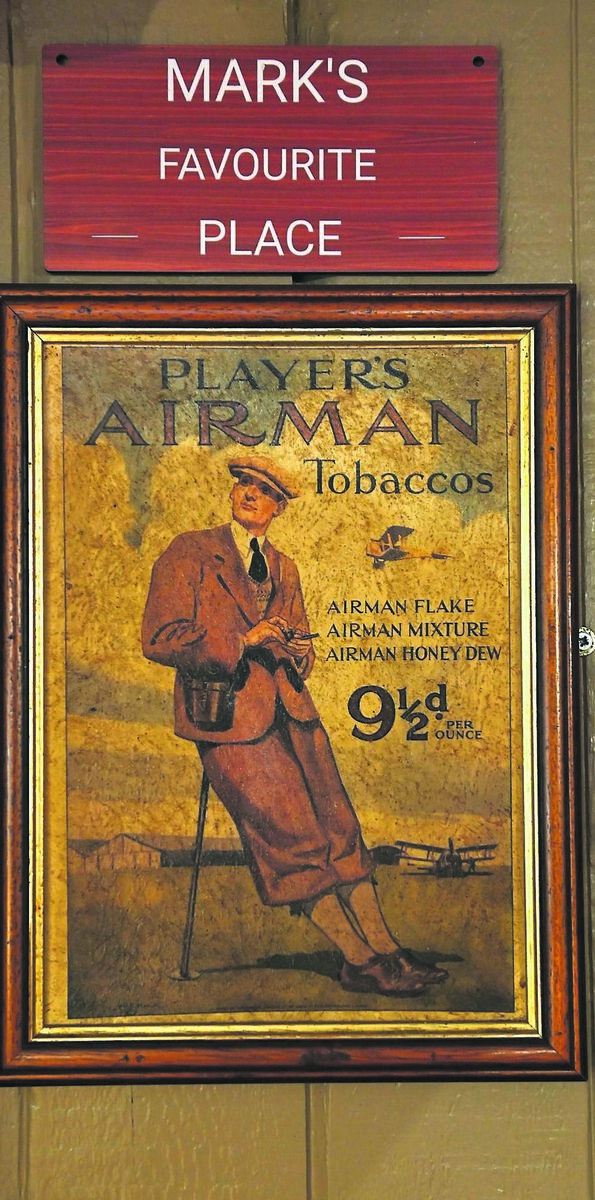 MARK'S
FAVOURITE
PLACE
PLAYER'S
AIRMAN
Tobaccos
AIRMAN FLAKE
AIRMAN MIXTURE
AIRMAN HONEY DEW
9½d. PER
OUNCE